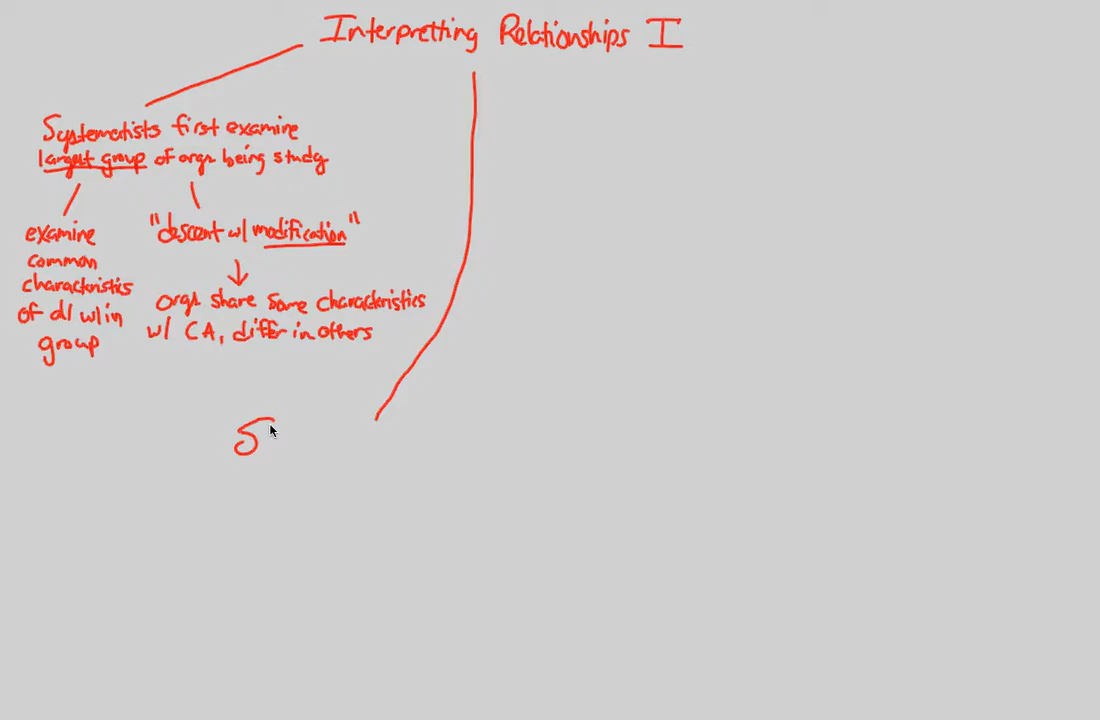 Interpretting Relationships I
Systematists first examine
largest group of orgs being study
examine
common
characteristics
of all w/in
group
"descent w/ modification"
orgs share some characteristics
w/ CA, differ in others
S